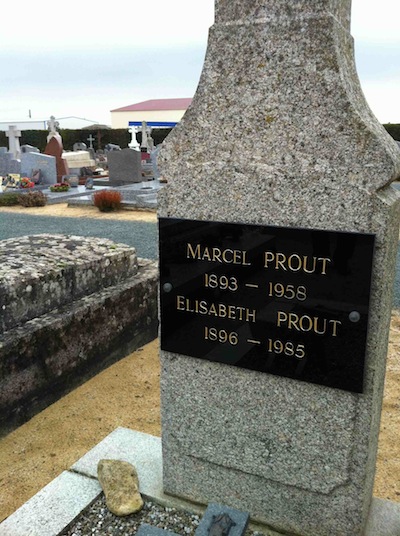 MARCEL PROUT
1893 – 1958
ELISABETH PROUT
1896 – 1985